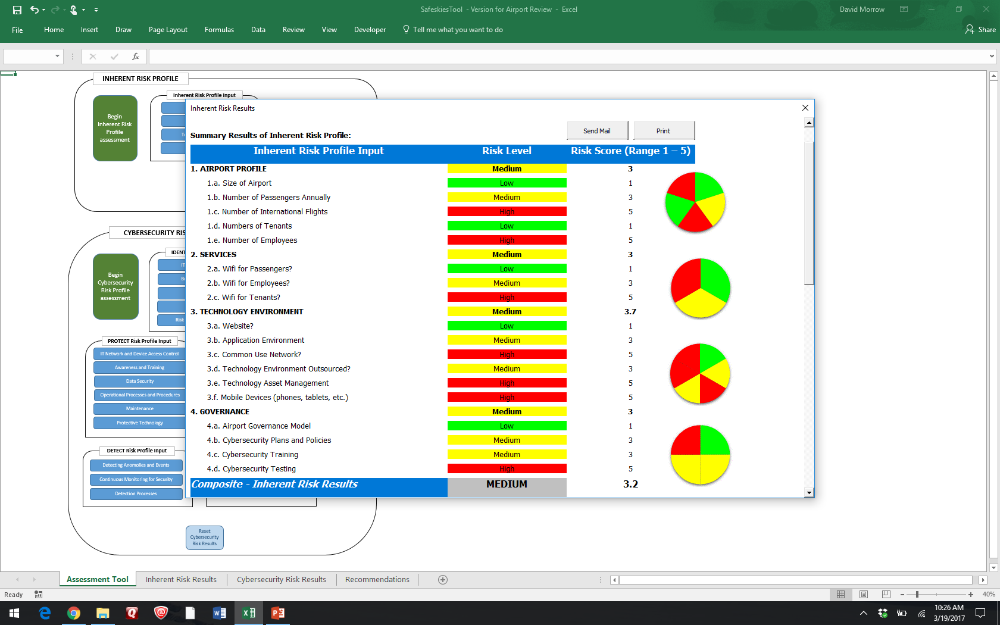 SafeskiesTool - Version for Airport Review - Excel
David Morrow
File Home Insert Draw Page Layout Formulas Data Review View Developer Tell me what you want to do
Share
fx
INHERENT RISK PROFILE
Inherent Risk Profile Input
Begin
Inherent Risk
Profile
assessment
Inherent Risk Results
Summary Results of Inherent Risk Profile:
Send Mail Print
Inherent Risk Profile Input Risk Level Risk Score (Range 1 – 5)
1. AIRPORT PROFILE Medium 3
1.a. Size of Airport Low 1
1.b. Number of Passengers Annually Medium 3
1.c. Number of International Flights High 5
1.d. Numbers of Tenants Low 1
1.e. Number of Employees High 5
2. SERVICES Medium 3
2.a. Wifi for Passengers? Low 1
2.b. Wifi for Employees? Medium 3
2.c. Wifi for Tenants? High 5
3. TECHNOLOGY ENVIRONMENT Medium 3.7
3.a. Website? Low 1
3.b. Application Environment Medium 3
3.c. Common Use Network? High 5
3.d. Technology Environment Outsourced? Medium 3
3.e. Technology Asset Management High 5
3.f. Mobile Devices (phones, tablets, etc.) High 5
4. GOVERNANCE Medium 3
4.a. Airport Governance Model Low 1
4.b. Cybersecurity Plans and Policies Medium 3
4.c. Cybersecurity Training Medium 3
4.d. Cybersecurity Testing High 5
Composite - Inherent Risk Results MEDIUM 3.2
CYBERSECURITY RIS
IDENT
Begin
Cybersecurity
Risk Profile
assessment
IT
Risk
PROTECT Risk Profile Input
IT Network and Device Access Control
Awareness and Training
Data Security
Operational Processes and Procedures
Maintenance
Protective Technology
DETECT Risk Profile Input
Detecting Anomolies and Events
Continuous Monitoring for Security
Detection Processes
Reset
Cybersecurity
Risk Results
Assessment Tool Inherent Risk Results Cybersecurity Risk Results Recommendations
Ready
40%
10:26 AM
3/19/2017